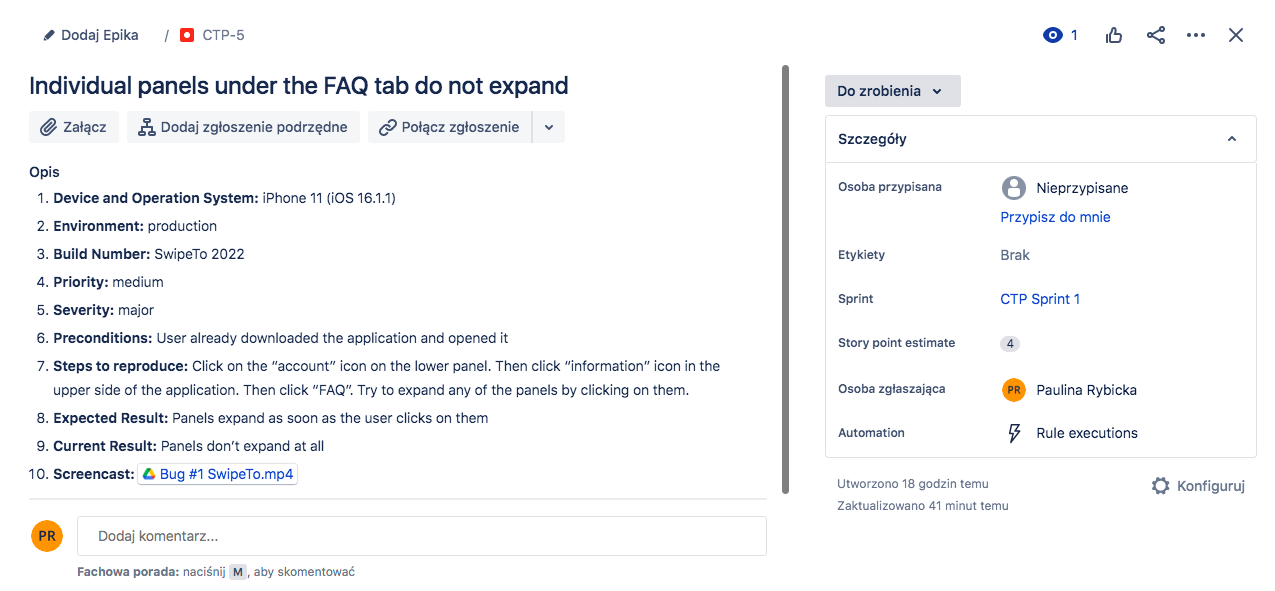 Dodaj Epika / CTP-5
1
Individual panels under the FAQ tab do not expand
Załącz Dodaj zgłoszenie podrzędne Połącz zgłoszenie
Opis
1. Device and Operation System: iPhone 11 (iOS 16.1.1)
2. Environment: production
3. Build Number: SwipeTo 2022
4. Priority: medium
5. Severity: major
6. Preconditions: User already downloaded the application and opened it
7. Steps to reproduce: Click on the “account” icon on the lower panel. Then click “information” icon in the
upper side of the application. Then click “FAQ”. Try to expand any of the panels by clicking on them.
8. Expected Result: Panels expand as soon as the user clicks on them
9. Current Result: Panels don’t expand at all
10. Screencast: Bug #1 SwipeTo.mp4
PR Dodaj komentarz...
Fachowa porada: naciśnij M, aby skomentować
Do zrobienia
Szczegóły
Osoba przypisana Nieprzypisane
Przypisz do mnie
Etykiety Brak
Sprint CTP Sprint 1
Story point estimate 4
Osoba zgłaszająca PR Paulina Rybicka
Automation Rule executions
Utworzono 18 godzin temu
Konfiguruj
Zaktualizowano 41 minut temu